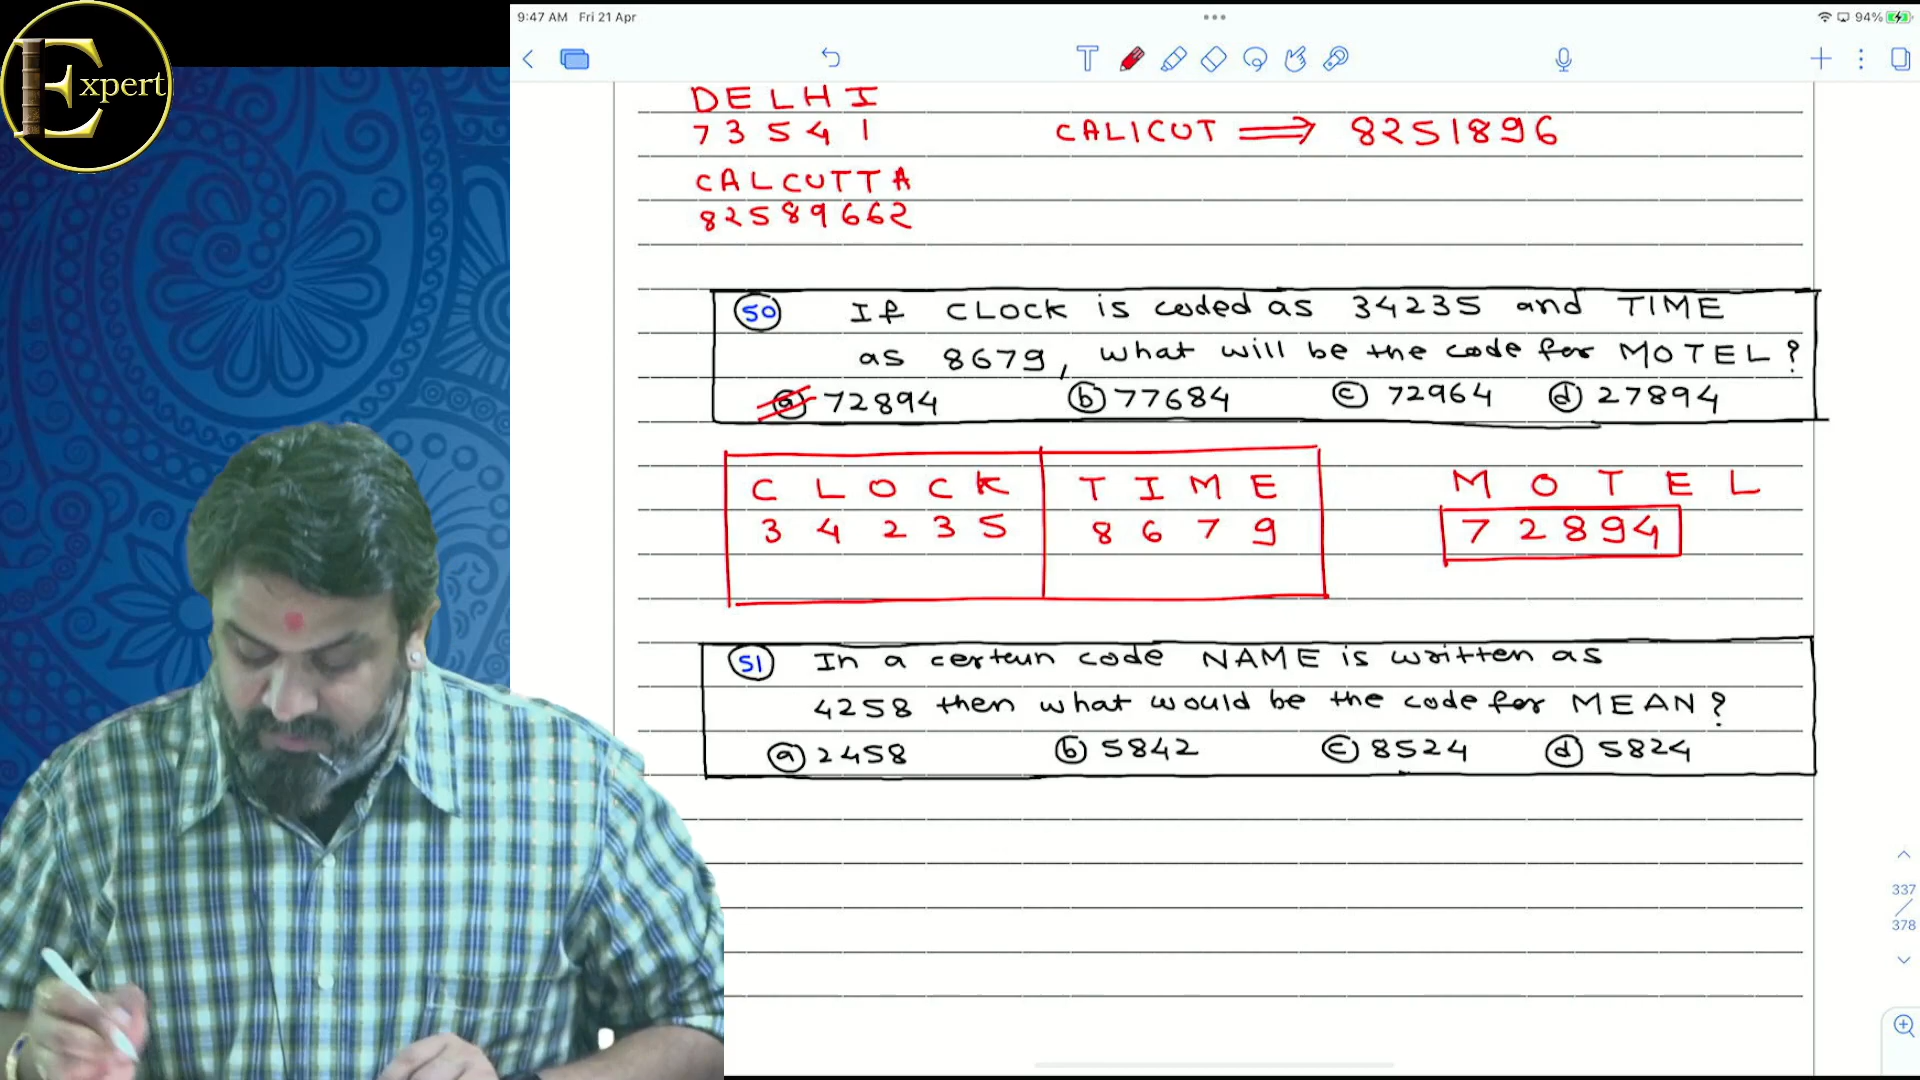 Expert
9:47 AM Fri 21 Apr
94%
DELHI
73541
CALICUT ⟹ 8251896
CALCUTTA
82589662
50 If CLOCK is coded as 34235 and TIME
as 8679, what will be the code for MOTEL?
a 72894 b 77684 c 72964 d 27894
C L O C K T I M E M O T E L
3 4 2 3 5 8 6 7 9 7 2 8 9 4
51 In a certain code NAME is written as
4258 then what would be the code for MEAN?
a 2458 b 5842 c 8524 d 5824
337
378